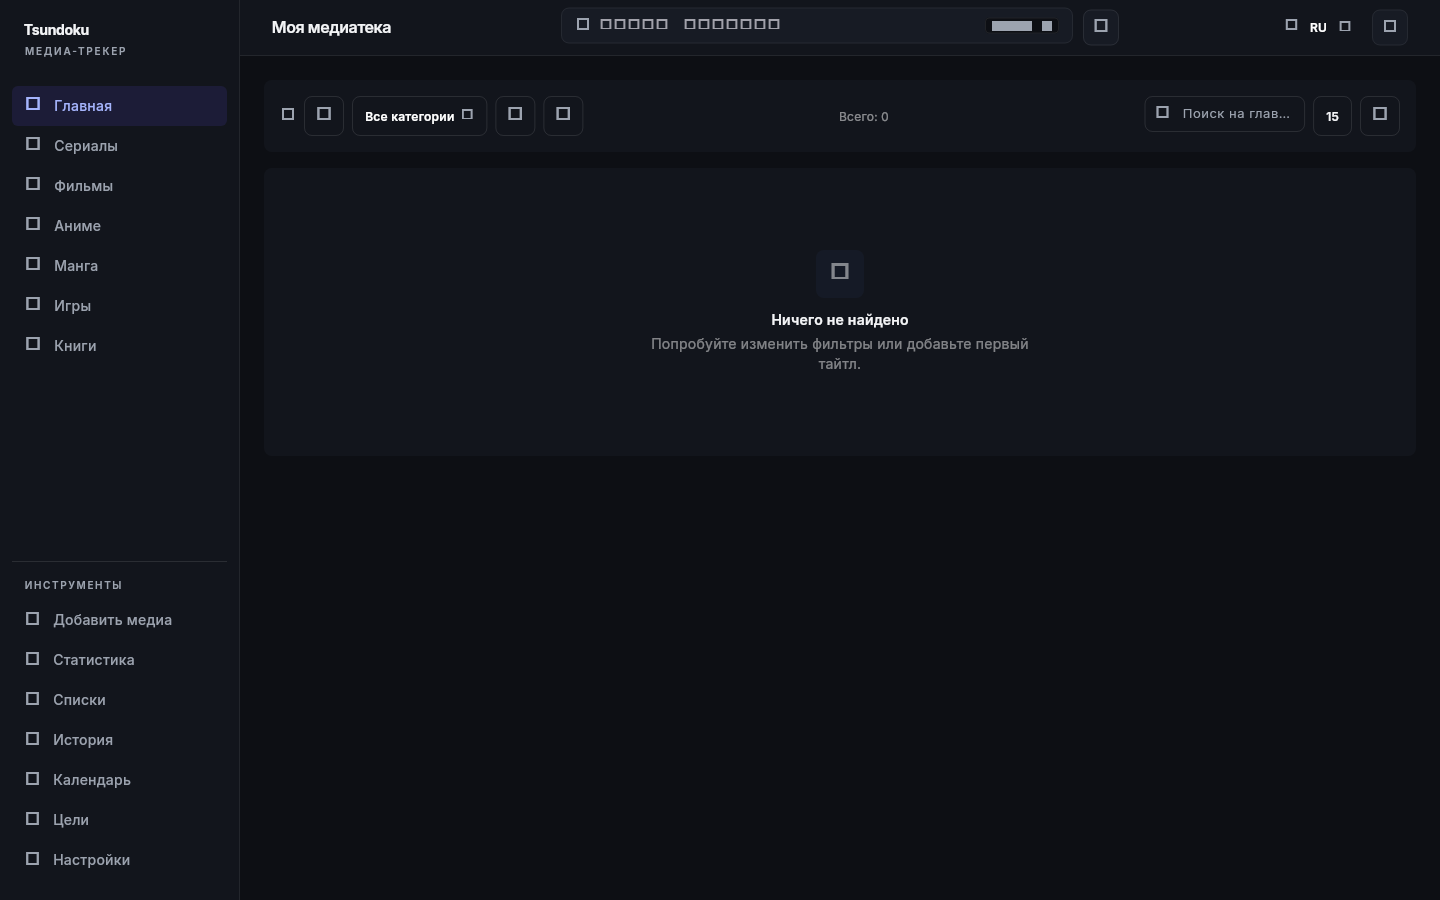 Tsundoku
МЕДИА-ТРЕКЕР
Главная
Сериалы
Фильмы
Аниме
Манга
Игры
Книги
ИНСТРУМЕНТЫ
Добавить медиа
Статистика
Списки
История
Календарь
Цели
Настройки
Моя медиатека
RU
Все категории
Всего: 0
Поиск на глав...
15
Ничего не найдено
Попробуйте изменить фильтры или добавьте первый
тайтл.